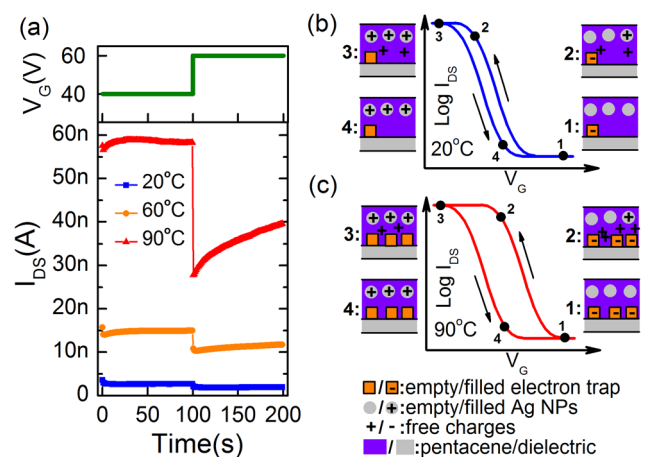 (a)
V_G(V)
60
40
I_DS(A)
60n
50n
40n
30n
20n
10n
0
20°C
60°C
90°C
0 50 100 150 200
Time(s)
(b)
3:
4:
2:
1:
Log I_DS
3
2
4
1
20°C
V_G
(c)
3:
4:
2:
1:
Log I_DS
3
2
4
1
90°C
V_G
/ :empty/filled electron trap
/ :empty/filled Ag NPs
+/- :free charges
/ :pentacene/dielectric